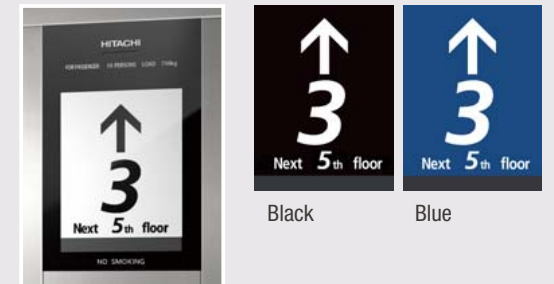 HITACHI
FOR PASSENGER 10 PERSONS LOAD 750kg
3
Next 5th floor
NO SMOKING
3
Next 5th floor
Black
3
Next 5th floor
Blue